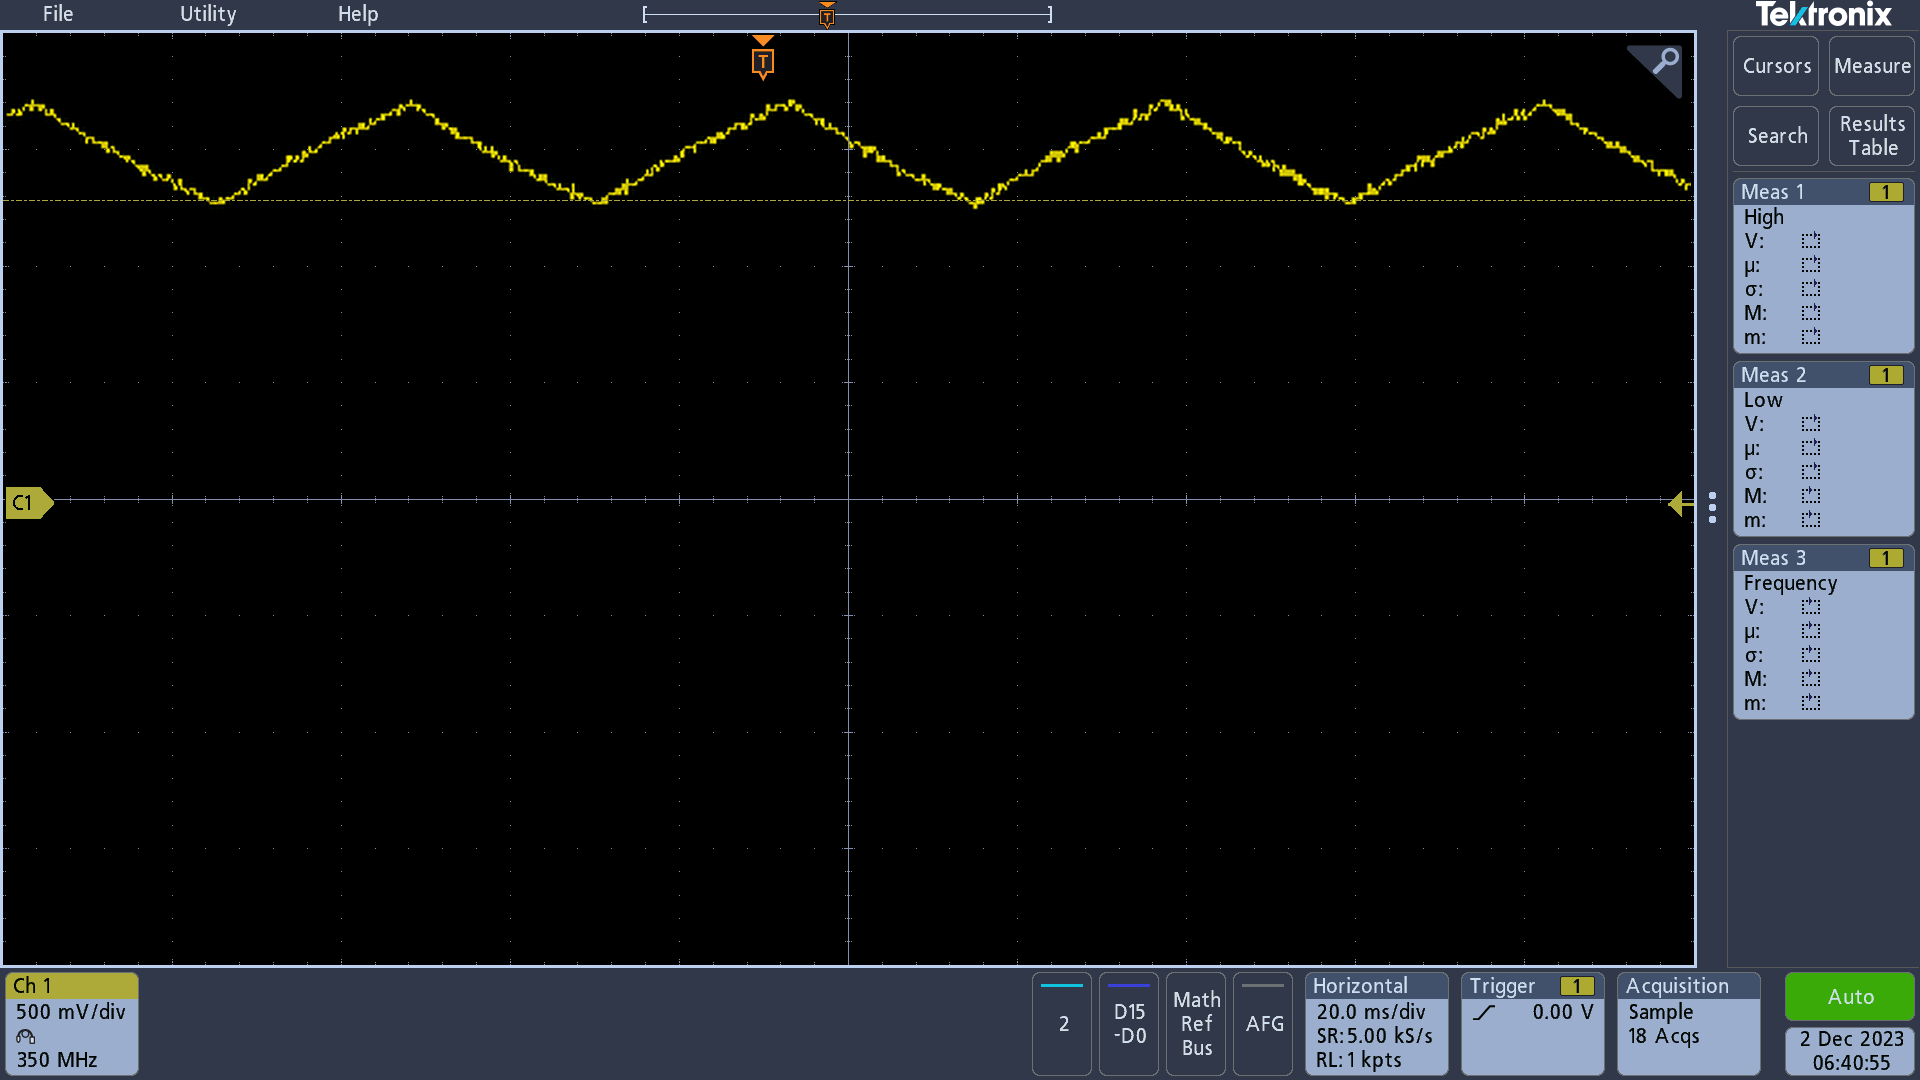 File Utility Help
T
Tektronix
T
Cursors Measure
Search Results Table
Meas 1 1
High
V:
μ:
σ:
M:
m:
Meas 2 1
Low
V:
μ:
σ:
M:
m:
Meas 3 1
Frequency
V:
μ:
σ:
M:
m:
C1
Ch 1
500 mV/div
350 MHz
2
D15
-D0
Math
Ref
Bus
AFG
Horizontal
20.0 ms/div
SR: 5.00 kS/s
RL: 1 kpts
Trigger 1
0.00 V
Acquisition
Sample
18 Acqs
Auto
2 Dec 2023
06:40:55